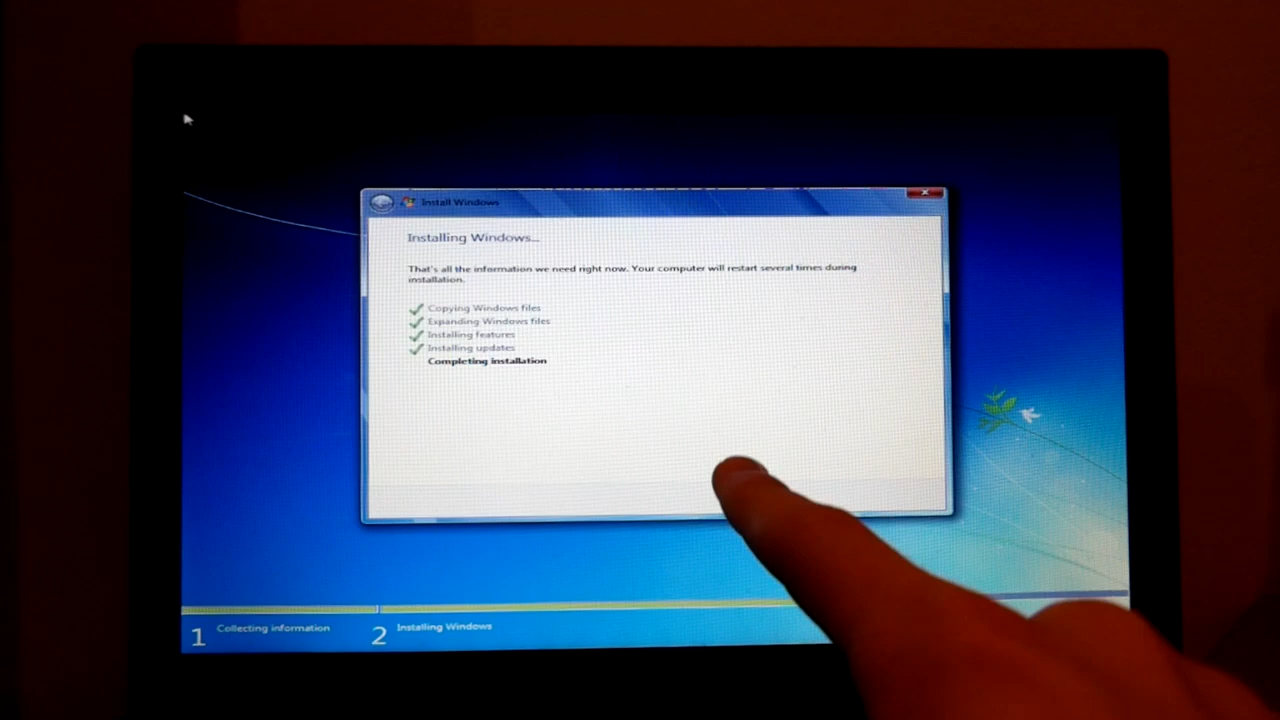 Install Windows
Installing Windows...
That's all the information we need right now. Your computer will restart several times during
installation.
Copying Windows files
Expanding Windows files
Installing features
Installing updates
Completing installation
1 Collecting information
2 Installing Windows